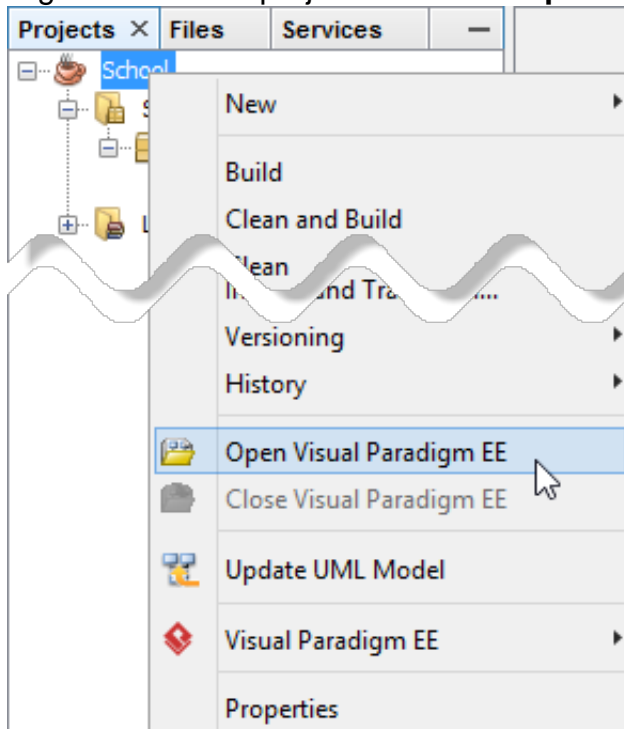 Projects Files Services
School
New
Build
Clean and Build
Clean
Versioning
History
Open Visual Paradigm EE
Close Visual Paradigm EE
Update UML Model
Visual Paradigm EE
Properties